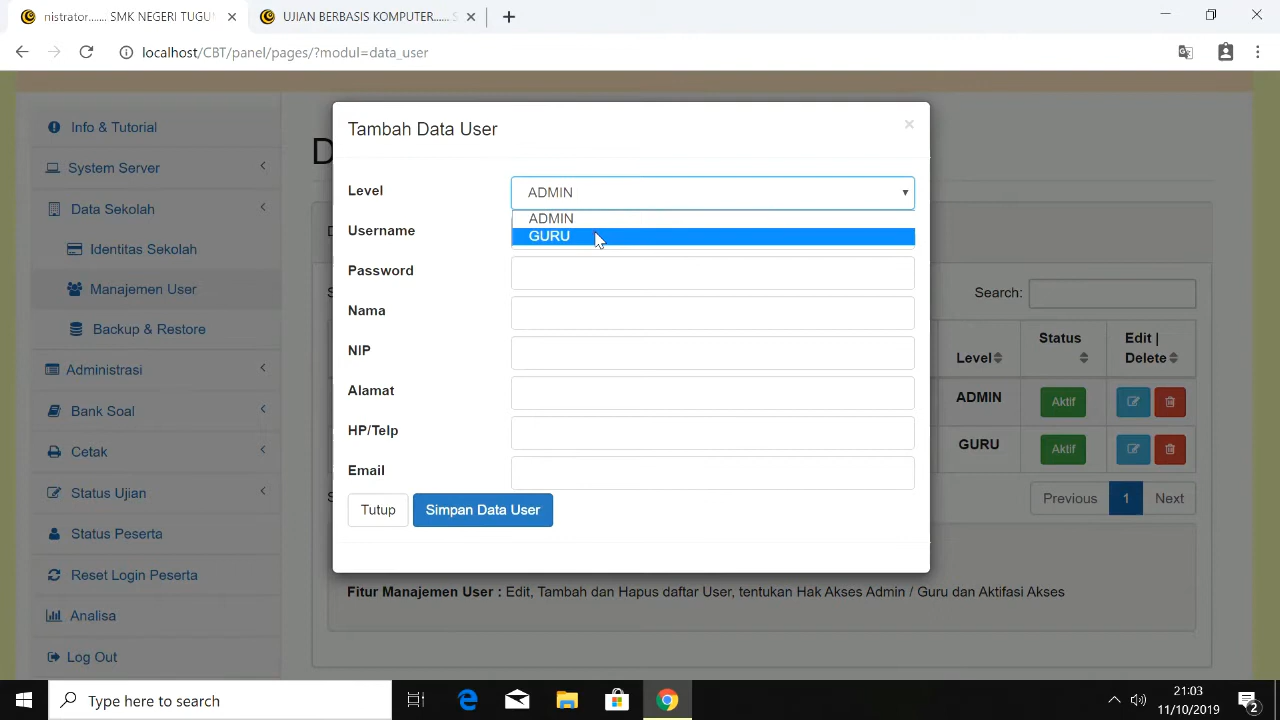 nistrator...... SMK NEGERI TUGU
UJIAN BERBASIS KOMPUTER......
localhost/CBT/panel/pages/?modul=data_user
Info & Tutorial
System Server
Data Sekolah
Identitas Sekolah
Manajemen User
Backup & Restore
Administrasi
Bank Soal
Cetak
Status Ujian
Status Peserta
Reset Login Peserta
Analisa
Log Out
Tambah Data User
×
Level
ADMIN
ADMIN
GURU
Username
Password
Nama
NIP
Alamat
HP/Telp
Email
Tutup
Simpan Data User
Search:
Level
Status
Edit |
Delete
ADMIN
Aktif
GURU
Aktif
Previous
1
Next
Fitur Manajemen User : Edit, Tambah dan Hapus daftar User, tentukan Hak Akses Admin / Guru dan Aktifasi Akses
Type here to search
21:03
11/10/2019
2